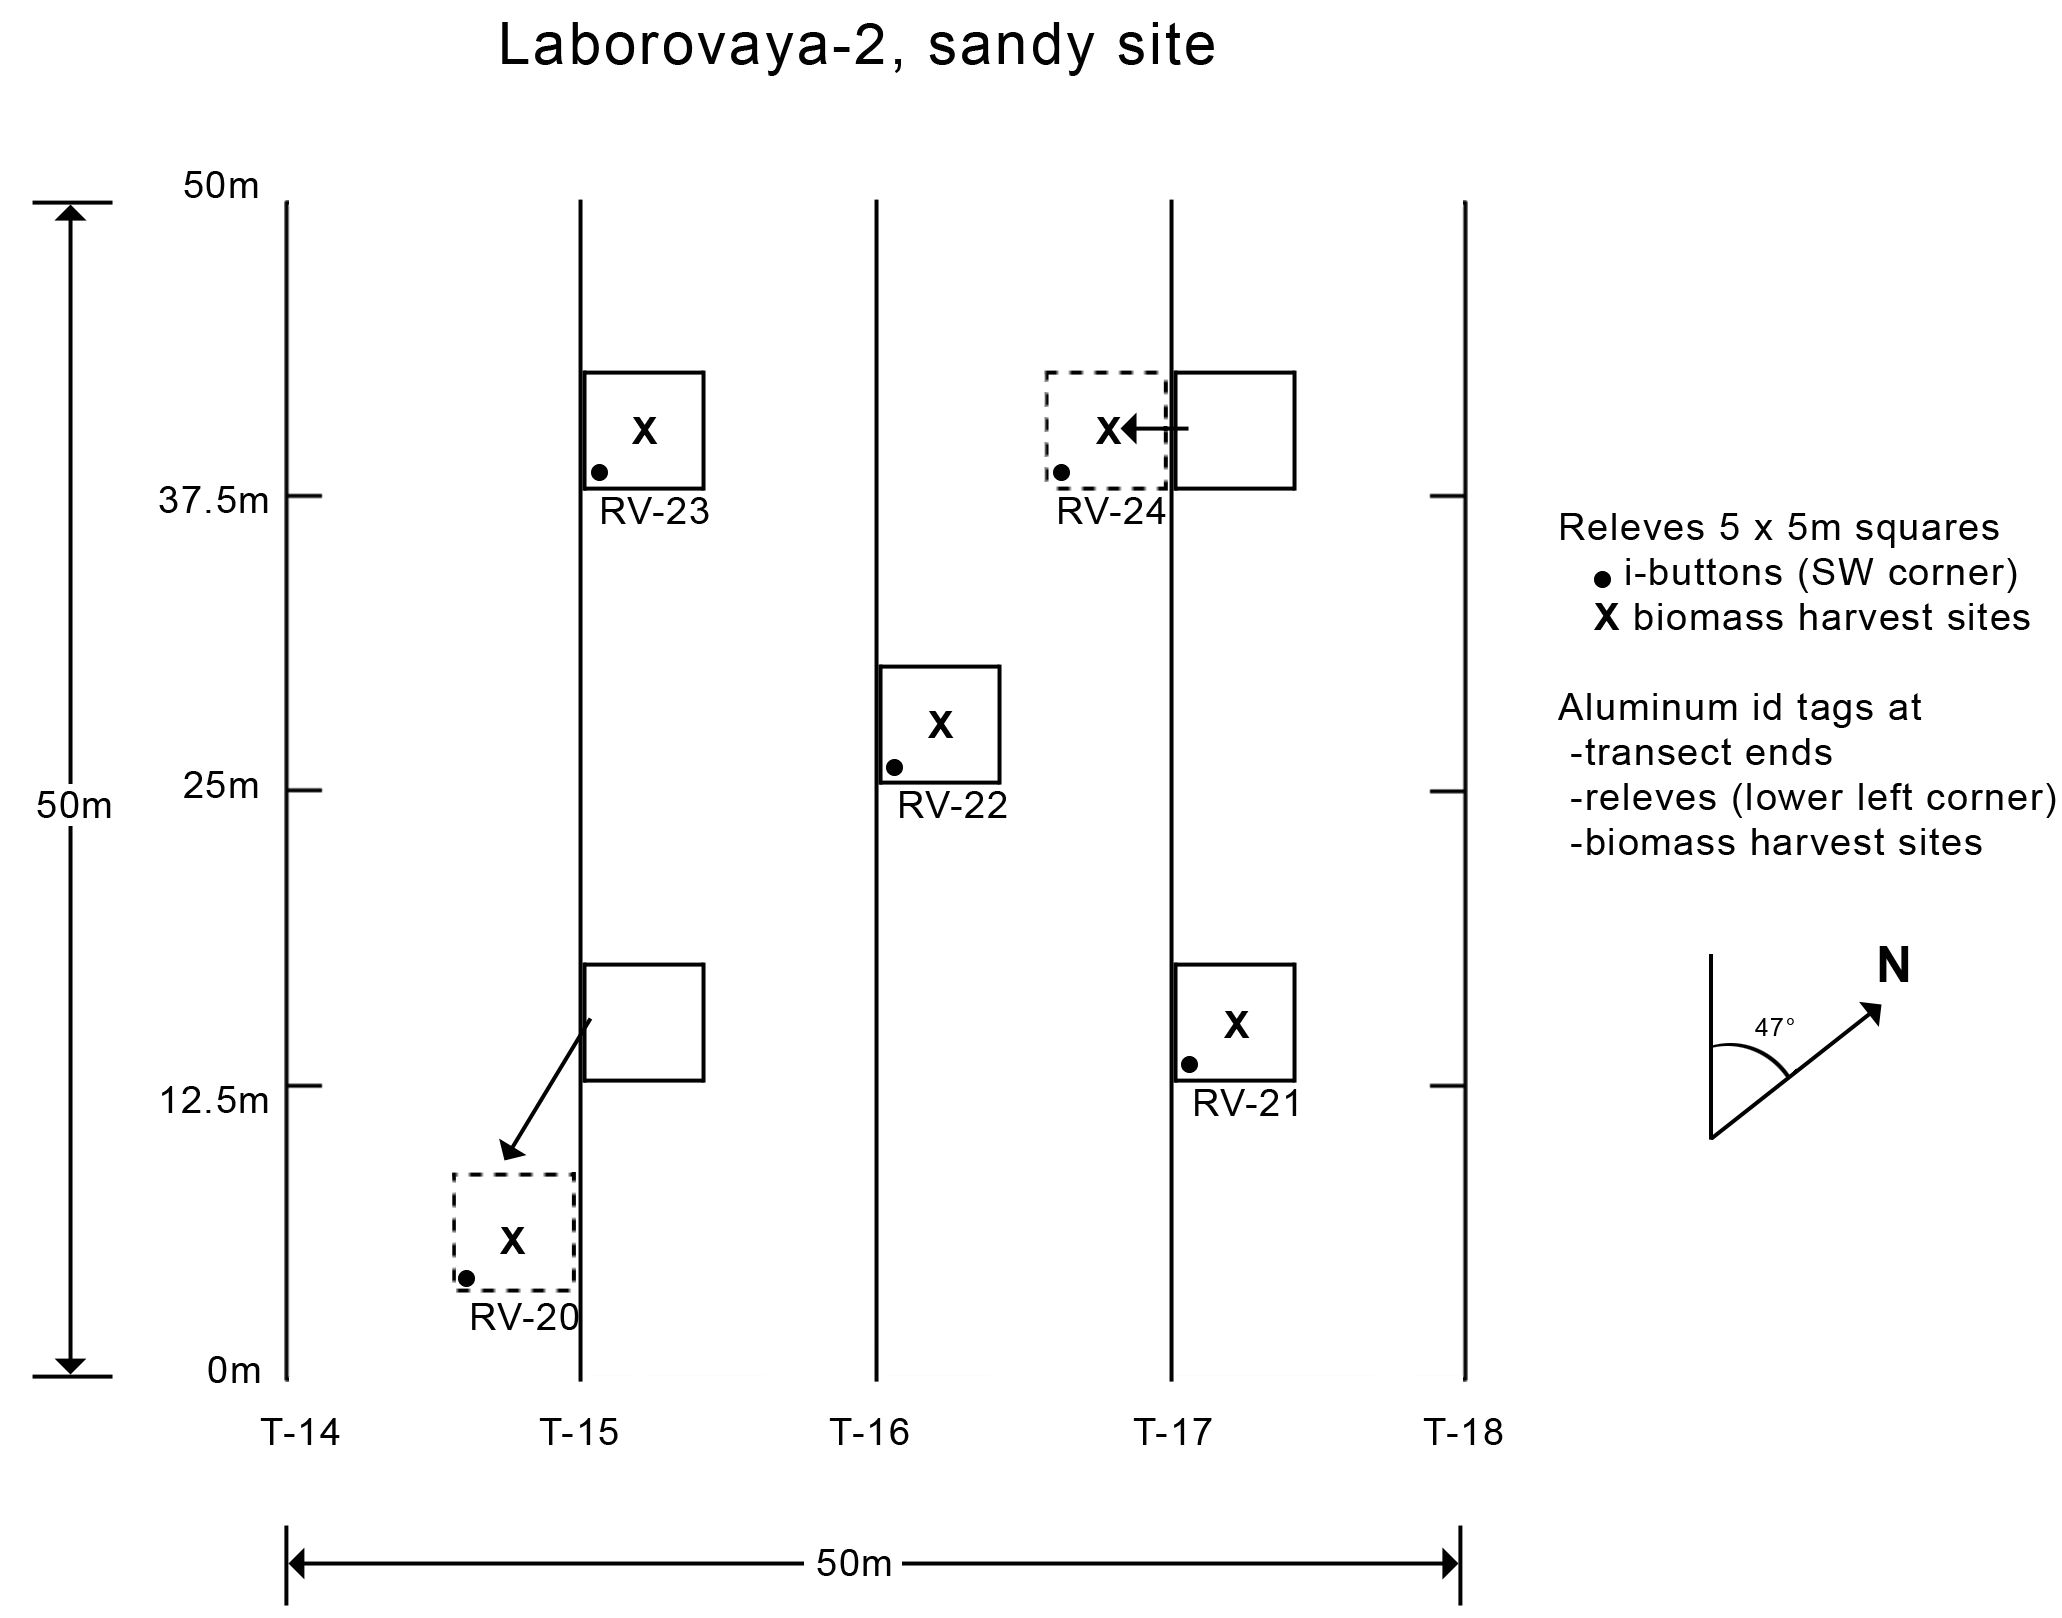 Laborovaya-2, sandy site
50m
RV-23
RV-24
37.5m
Releves 5 x 5m squares
i-buttons (SW corner)
X biomass harvest sites
Aluminum id tags at
-transect ends
-releves (lower left corner)
-biomass harvest sites
25m
50m
RV-22
N
47°
12.5m
RV-21
RV-20
0m
T-14 T-15 T-16 T-17 T-18
50m
X
X
X
X
X